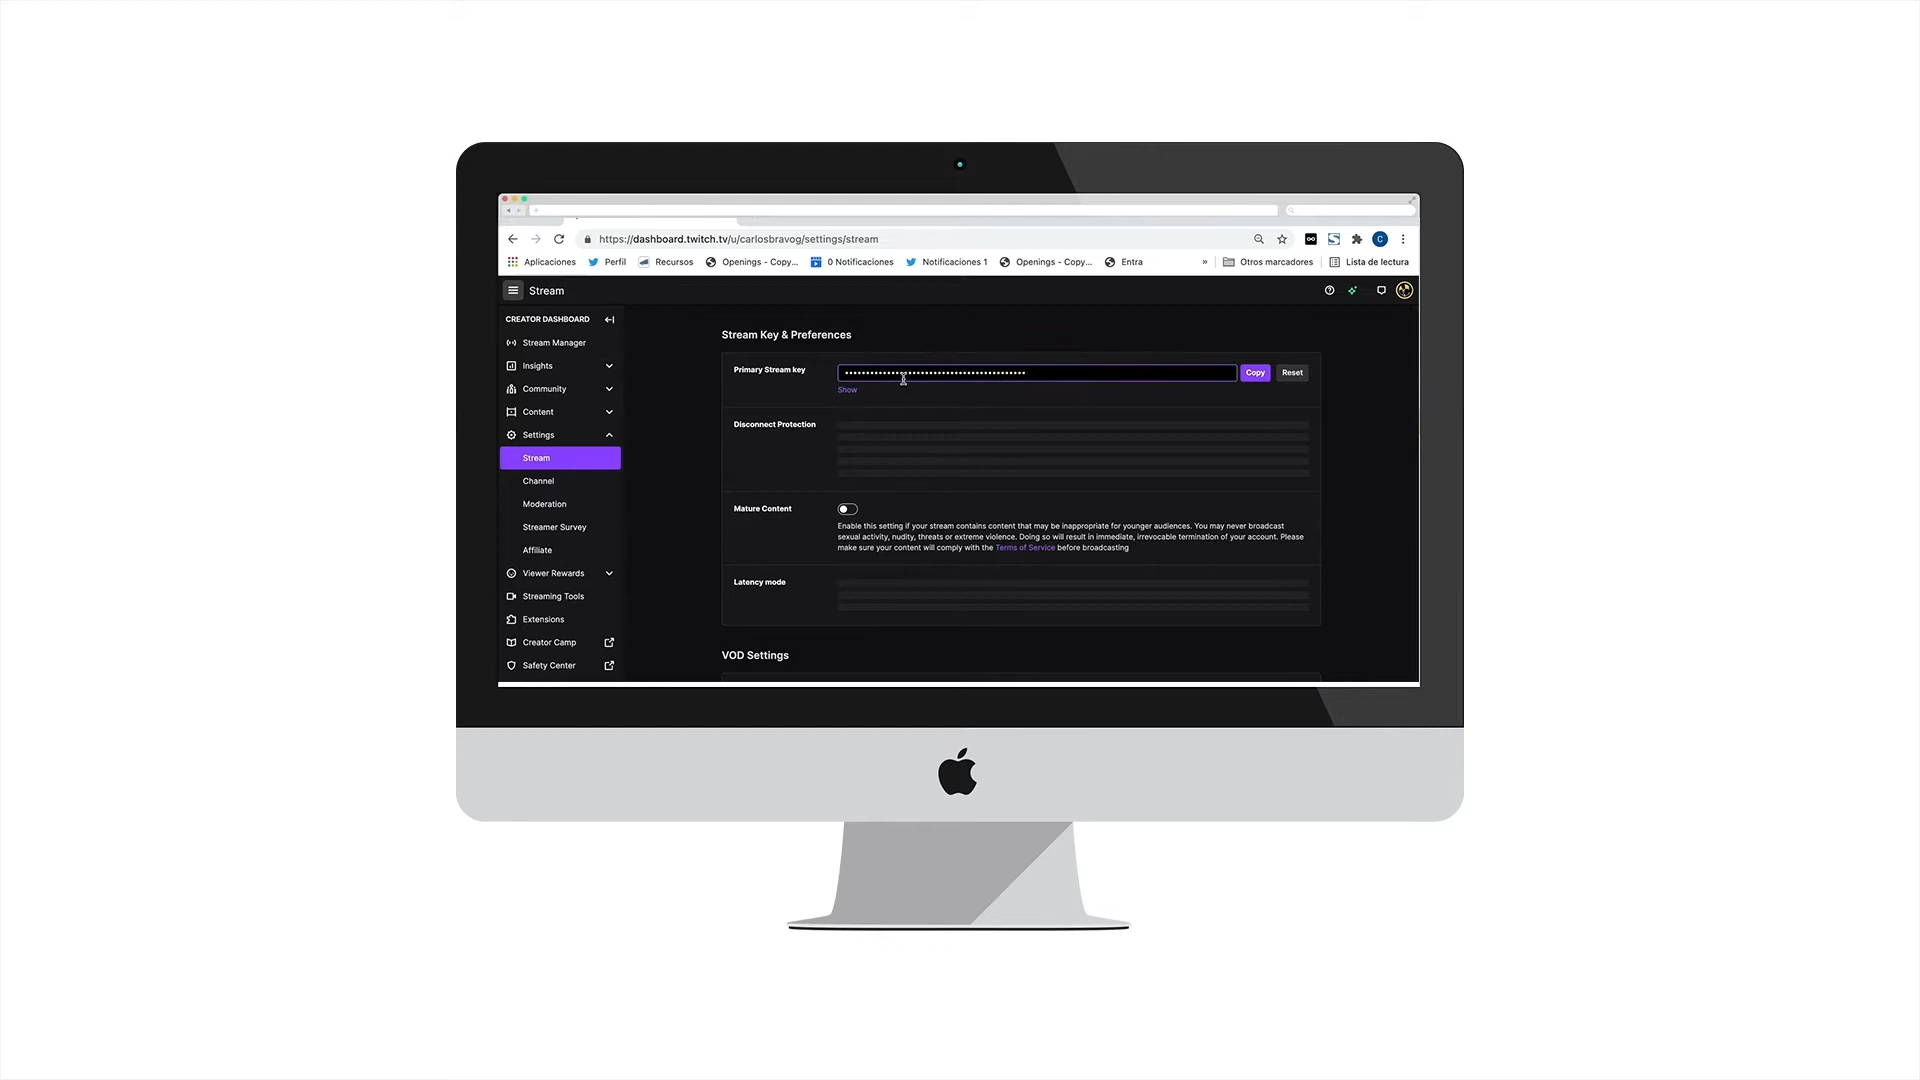 https://dashboard.twitch.tv/u/carlosbravog/settings/stream
C
Aplicaciones
Perfil
Recursos
Openings - Copy...
0 Notificaciones
Notificaciones 1
Openings - Copy...
Entra
»
Otros marcadores
Lista de lectura
Stream
CREATOR DASHBOARD
Stream Manager
Insights
Community
Content
Settings
Stream
Channel
Moderation
Streamer Survey
Affiliate
Viewer Rewards
Streaming Tools
Extensions
Creator Camp
Safety Center
Stream Key & Preferences
Primary Stream key
Copy
Reset
Show
Disconnect Protection
Mature Content
Enable this setting if your stream contains content that may be inappropriate for younger audiences. You may never broadcast
sexual activity, nudity, threats or extreme violence. Doing so will result in immediate, irrevocable termination of your account. Please
make sure your content will comply with the Terms of Service before broadcasting
Latency mode
VOD Settings